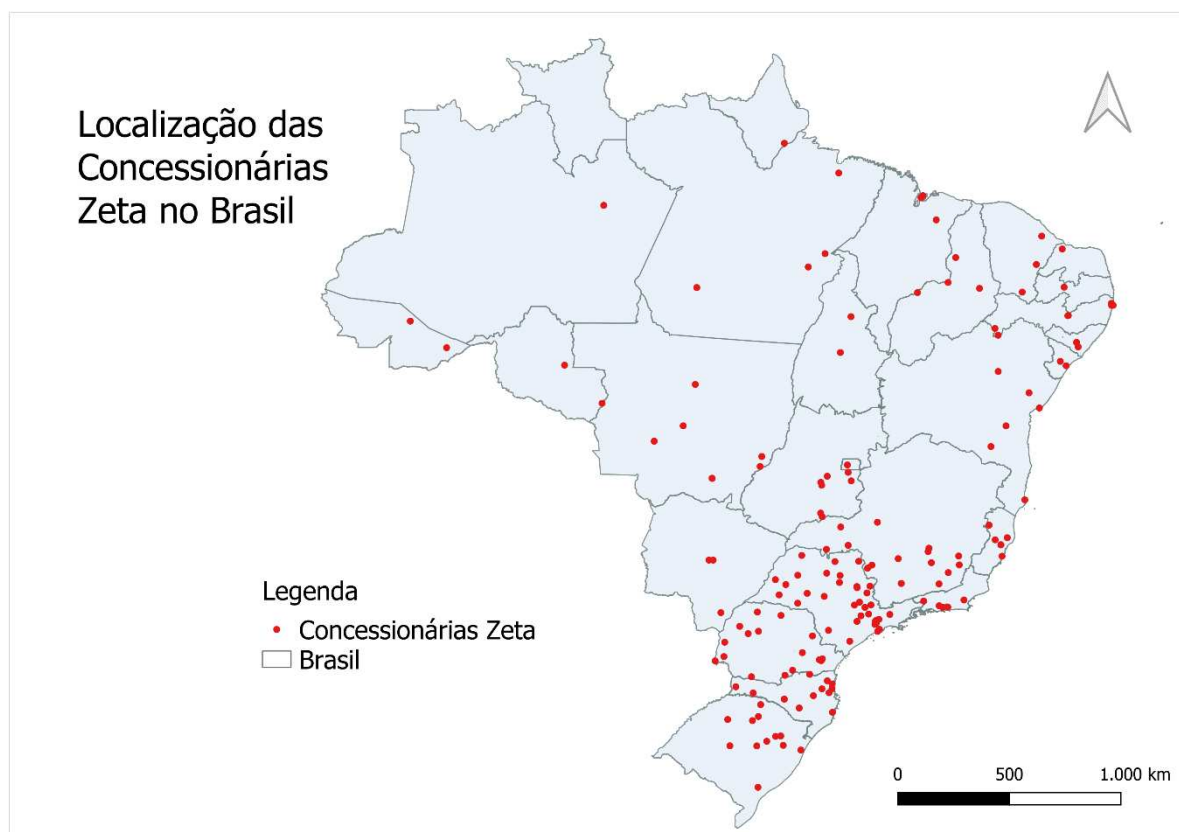 Localização das
Concessionárias
Zeta no Brasil
Legenda
Concessionárias Zeta
Brasil
0 500 1.000 km